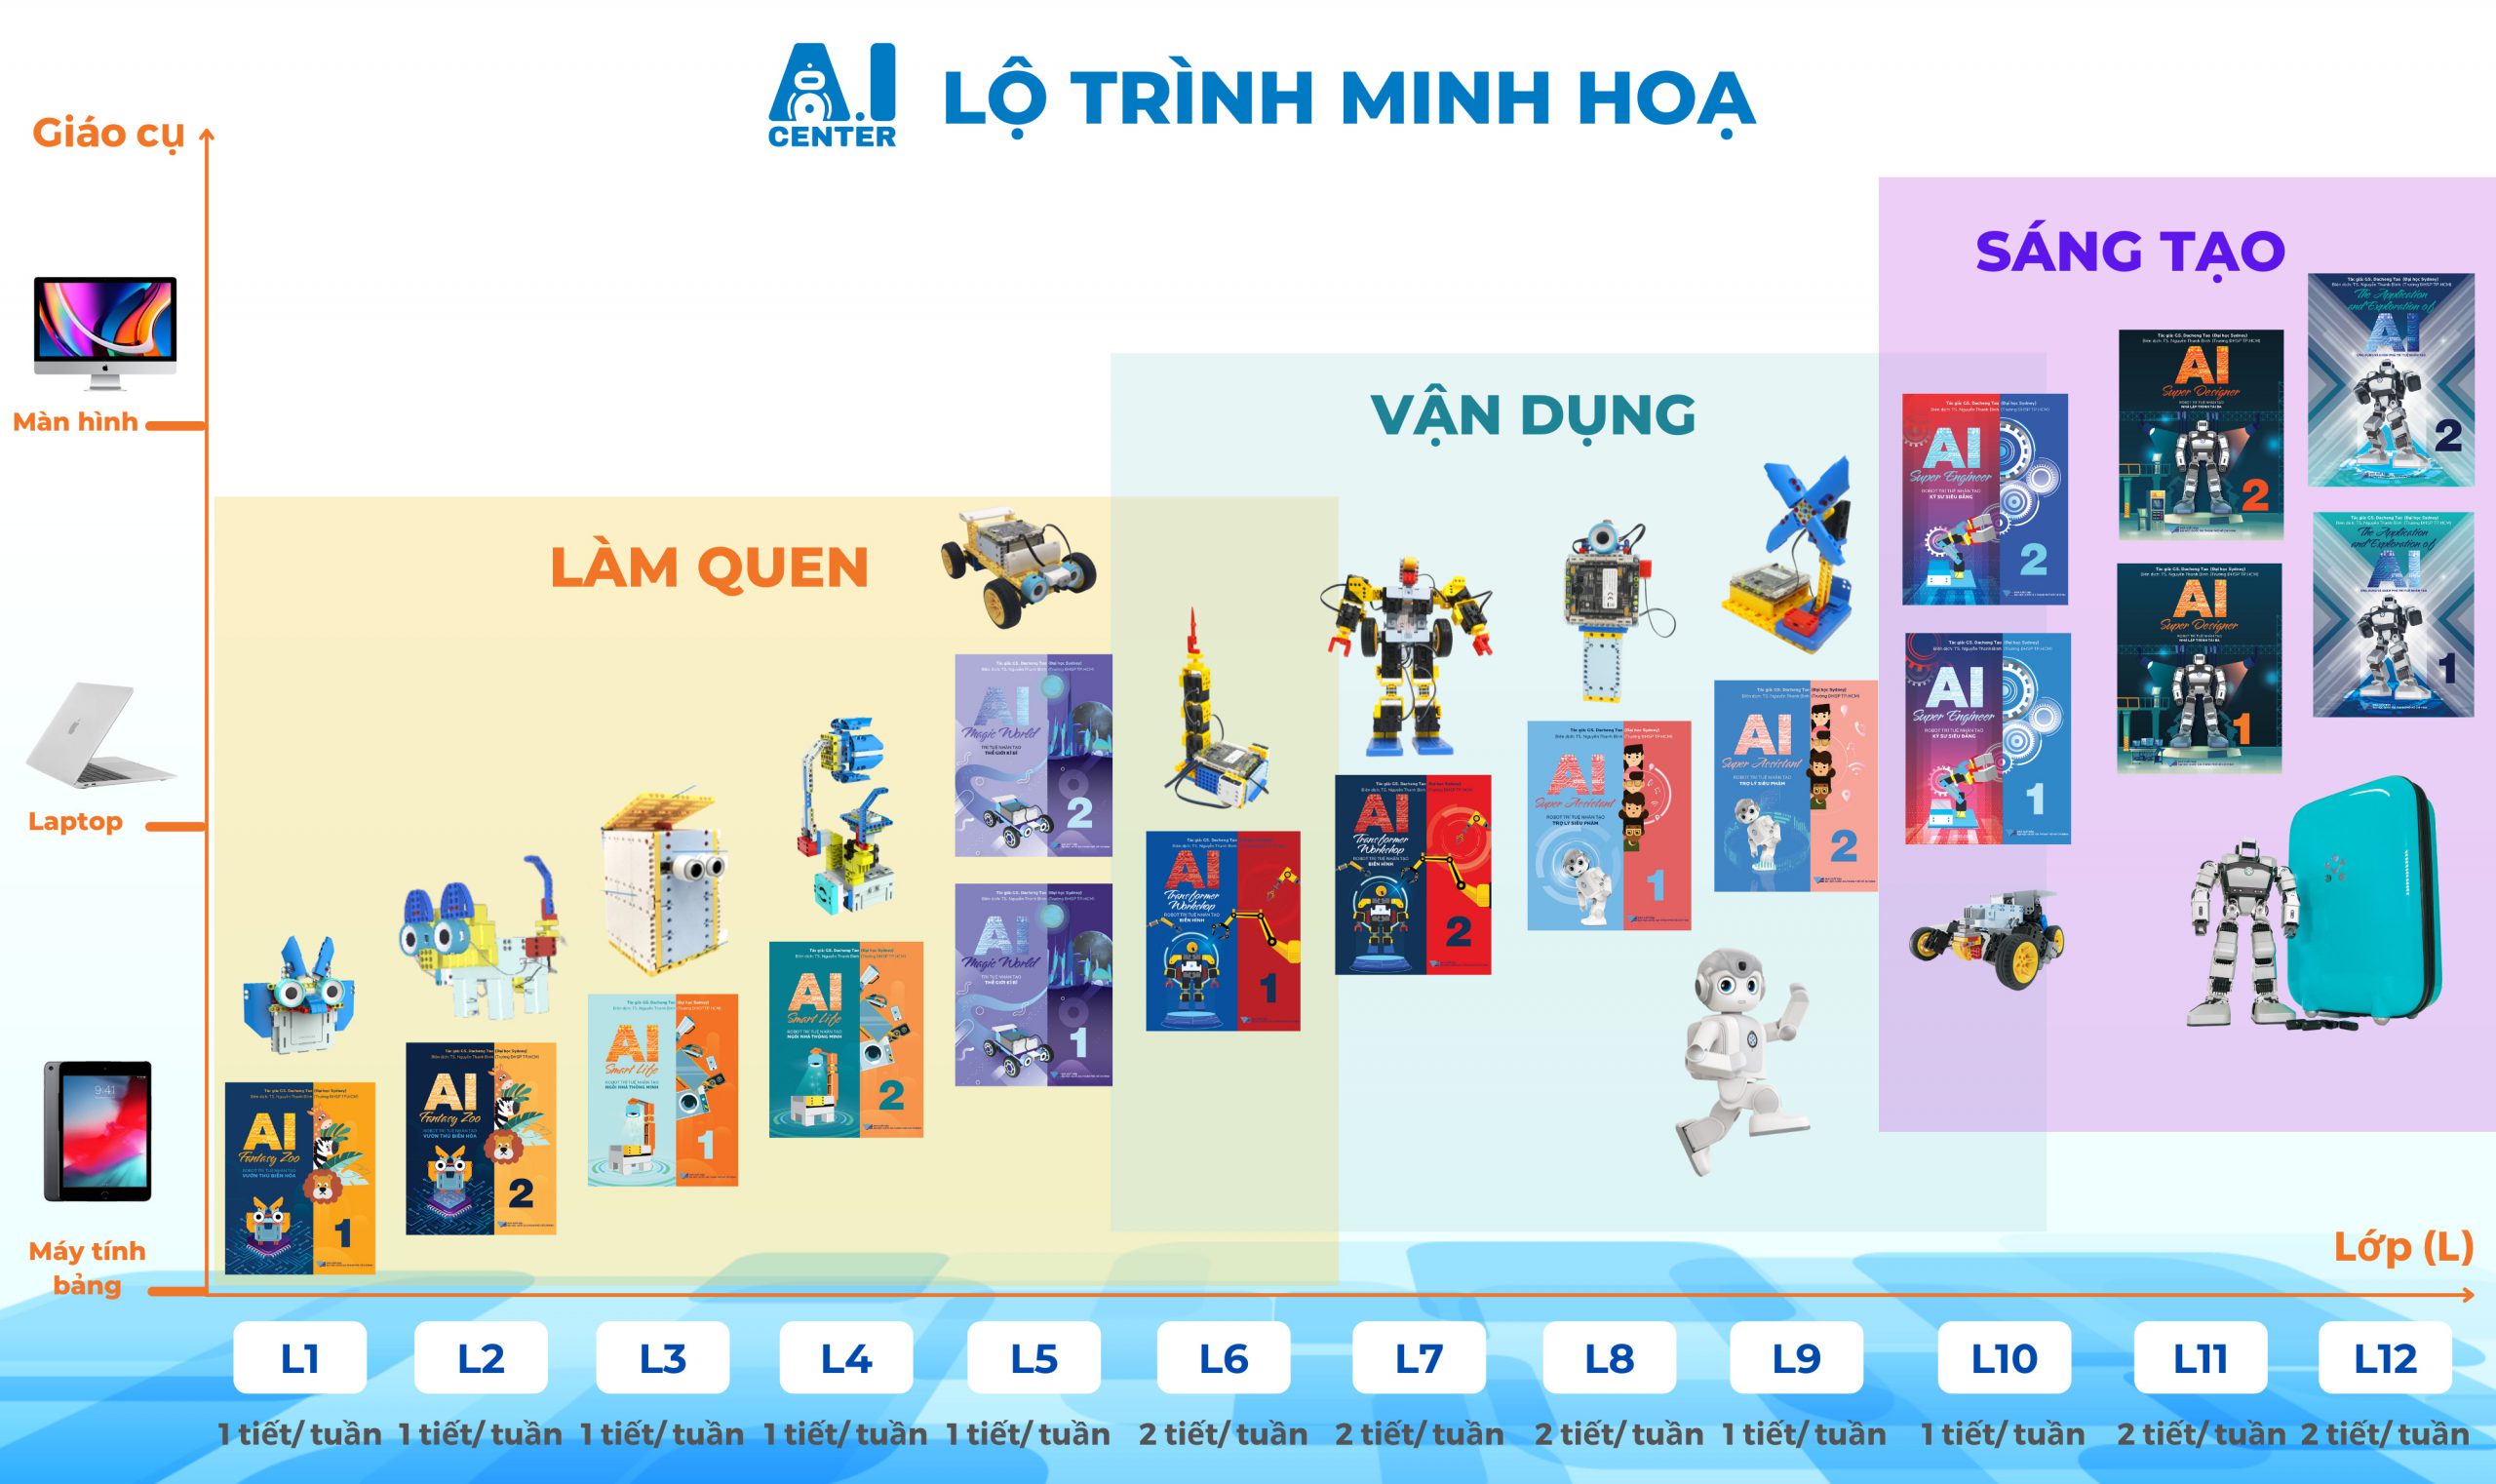 A.I
CENTER
LỘ TRÌNH MINH HOẠ
Giáo cụ
Màn hình
Laptop
Máy tính
bảng
LÀM QUEN
VẬN DỤNG
SÁNG TẠO
AI
Fantasy Zoo
1
AI
Fantasy Zoo
2
AI
Smart Life
1
AI
Smart Life
2
AI
Magic World
2
AI
Magic World
1
AI
Transformer
Workshop
1
AI
Transformer
Workshop
2
AI
Super Assistant
1
AI
Super Assistant
2
AI
Super Engineer
2
AI
Super Engineer
1
AI
Super Designer
2
AI
Super Designer
1
The Application
and Exploration of
AI
2
The Application
and Exploration of
AI
1
9:41
Lớp (L)
L1
L2
L3
L4
L5
L6
L7
L8
L9
L10
L11
L12
1 tiết/ tuần
1 tiết/ tuần
1 tiết/ tuần
1 tiết/ tuần
1 tiết/ tuần
2 tiết/ tuần
2 tiết/ tuần
2 tiết/ tuần
1 tiết/ tuần
1 tiết/ tuần
2 tiết/ tuần
2 tiết/ tuần